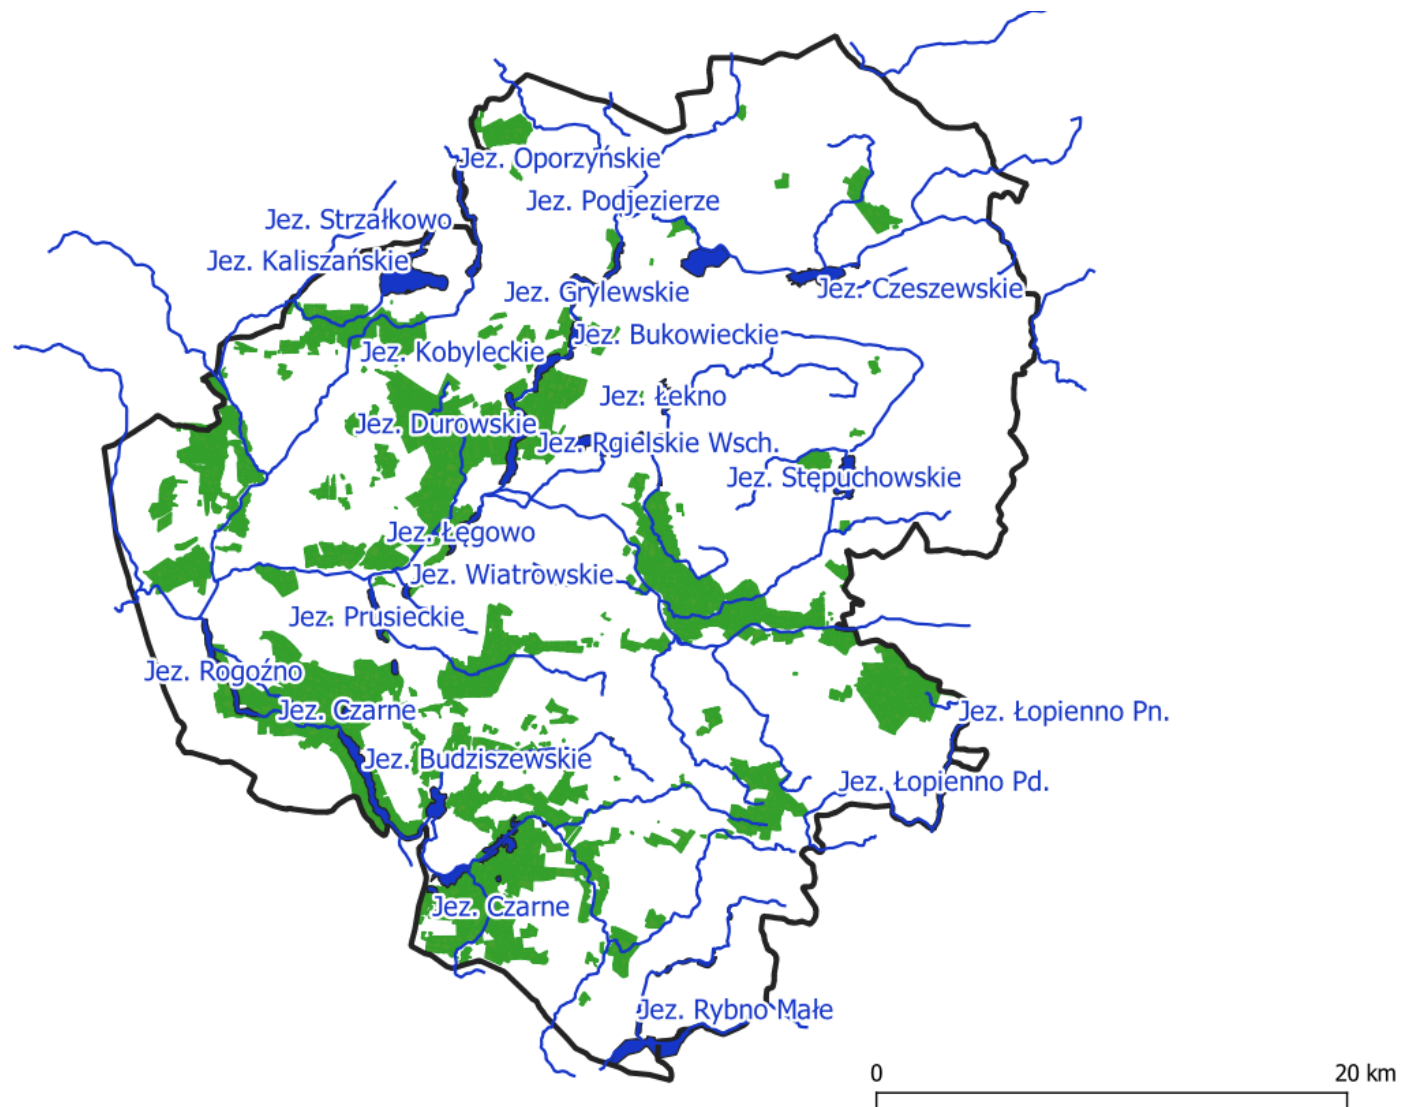 Jez. Oporzyńskie
Jez. Podjezierze
Jez. Strzałkowo
Jez. Kaliszańskie
Jez. Czeszewskie
Jez. Grylewskie
Jez. Bukowieckie
Jez. Kobyleckie
Jez. Łekno
Jez. Durowskie
Jez. Rgielskie Wsch.
Jez. Stępuchowskie
Jez. Łęgowo
Jez. Wiatrowskie
Jez. Prusieckie
Jez. Rogoźno
Jez. Czarne
Jez. Łopienno Pn.
Jez. Budziszewskie
Jez. Łopienno Pd.
Jez. Czarne
Jez. Rybno Małe
0 20 km